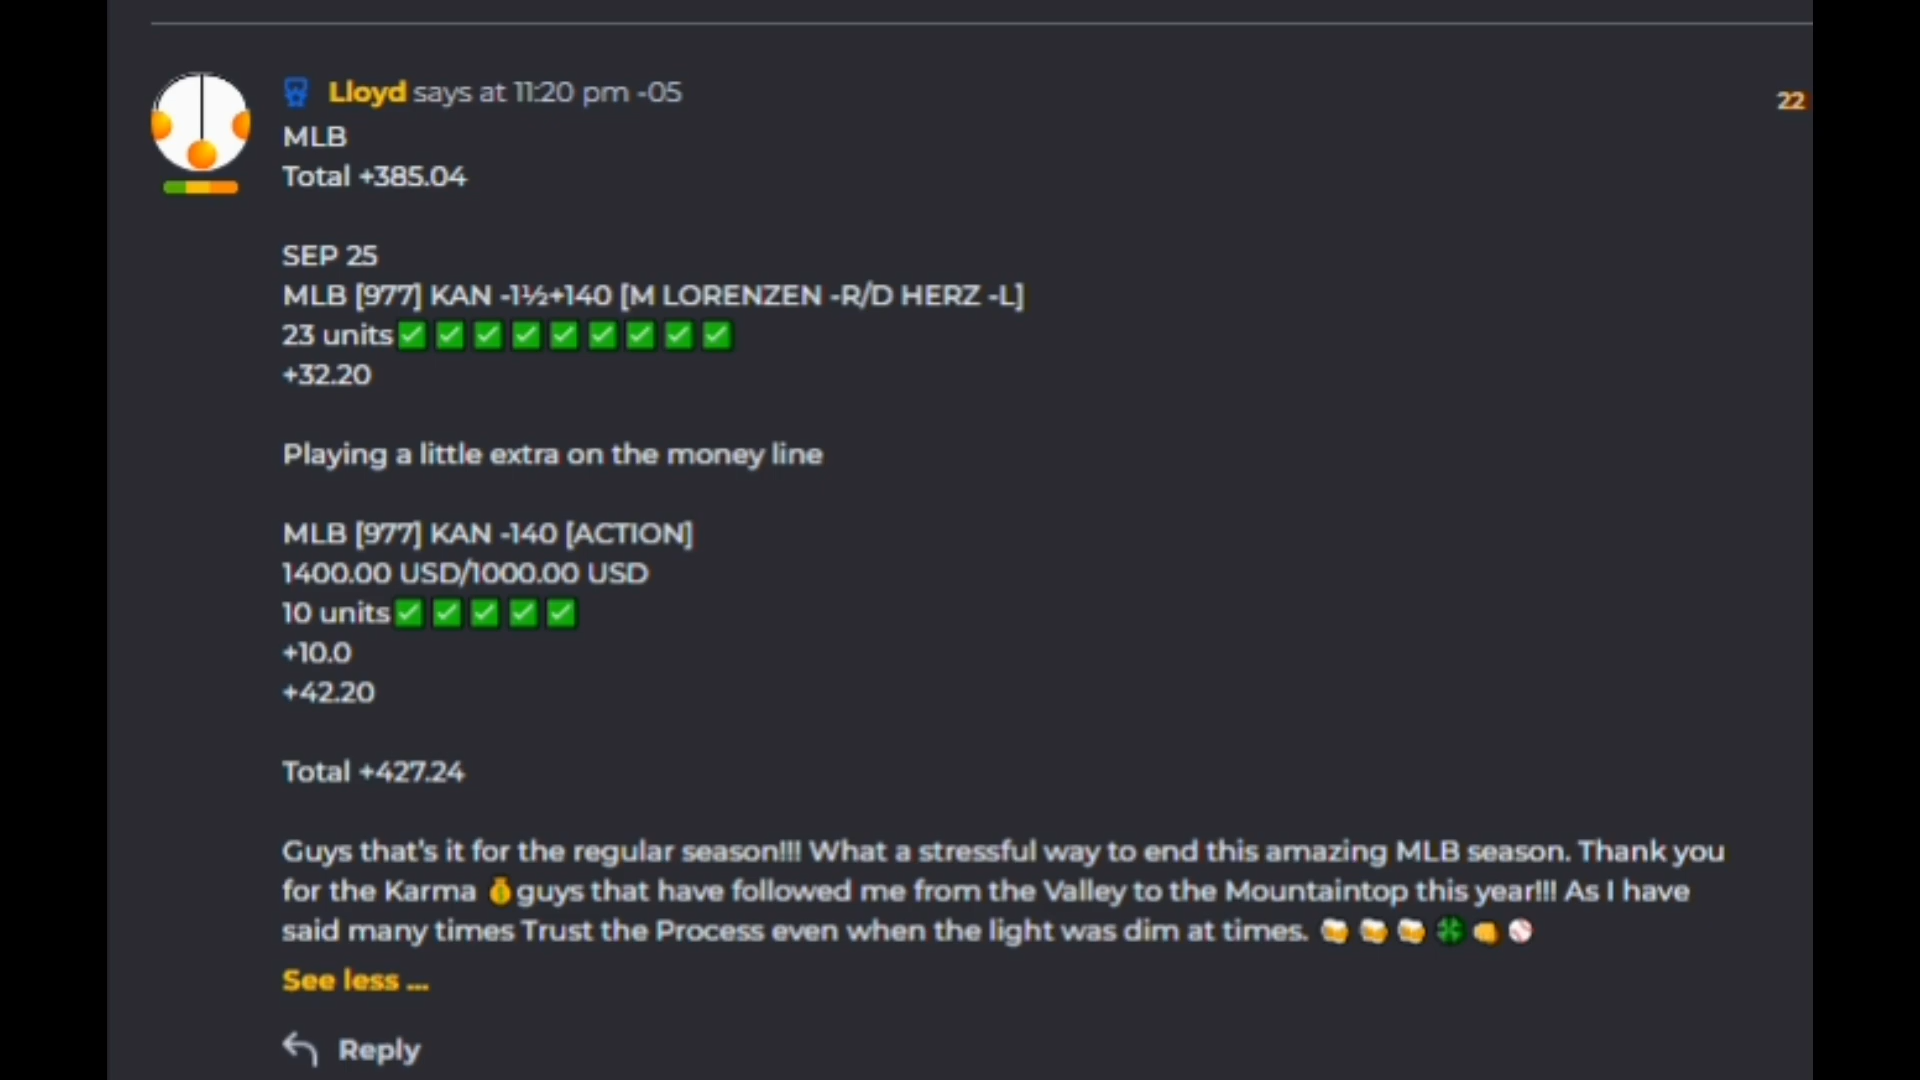 Lloyd says at 11:20 pm -05
22
MLB
Total +385.04
SEP 25
MLB [977] KAN -1½+140 [M LORENZEN -R/D HERZ -L]
23 units✅✅✅✅✅✅✅✅✅
+32.20
Playing a little extra on the money line
MLB [977] KAN -140 [ACTION]
1400.00 USD/1000.00 USD
10 units✅✅✅✅✅
+10.0
+42.20
Total +427.24
Guys that's it for the regular season!!! What a stressful way to end this amazing MLB season. Thank you
for the Karma 💰guys that have followed me from the Valley to the Mountaintop this year!!! As I have
said many times Trust the Process even when the light was dim at times. 🍻🍻🍻🍀👊⚾
See less ...
Reply